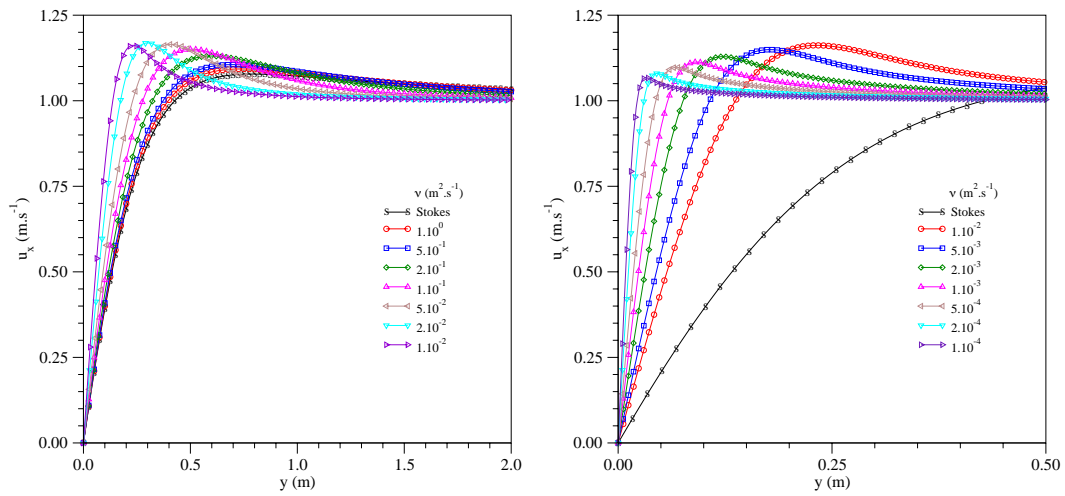 1.25
1.00
0.75
0.50
0.25
0.00
u_x (m.s⁻¹)
0.0 0.5 1.0 1.5 2.0
y (m)
ν (m².s⁻¹)
Stokes
1.10⁰
5.10⁻¹
2.10⁻¹
1.10⁻¹
5.10⁻²
2.10⁻²
1.10⁻²
1.25
1.00
0.75
0.50
0.25
0.00
u_x (m.s⁻¹)
0.00 0.25 0.50
y (m)
ν (m².s⁻¹)
Stokes
1.10⁻²
5.10⁻³
2.10⁻³
1.10⁻³
5.10⁻⁴
2.10⁻⁴
1.10⁻⁴